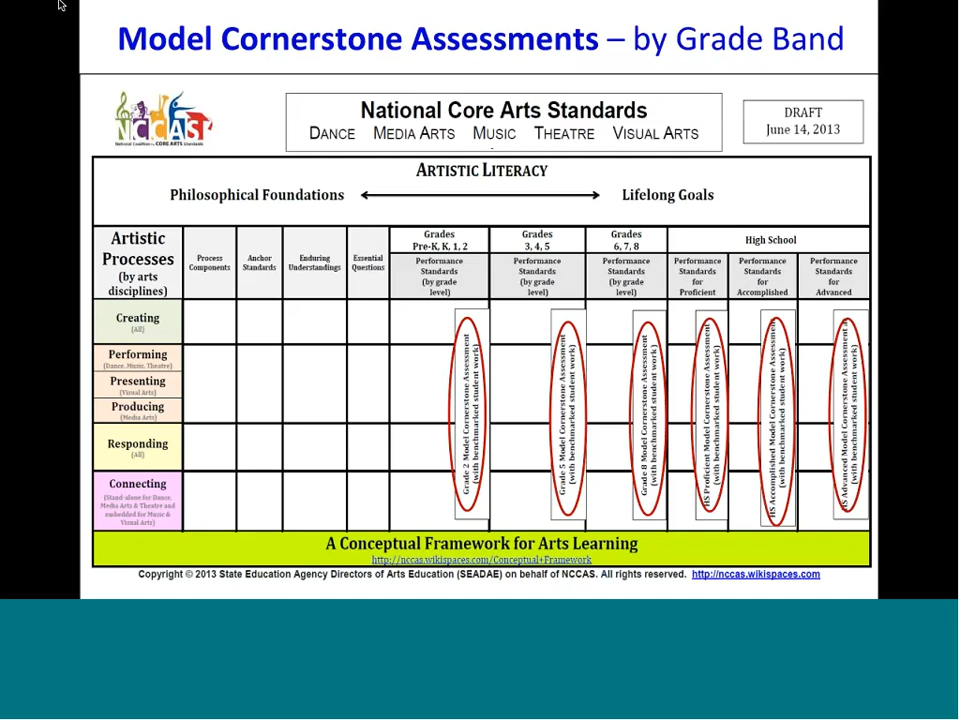 Model Cornerstone Assessments – by Grade Band
NCCAS
National Coalition for CORE ARTS Standards
National Core Arts Standards
DANCE MEDIA ARTS MUSIC THEATRE VISUAL ARTS
DRAFT
June 14, 2013
ARTISTIC LITERACY
Philosophical Foundations
Lifelong Goals
Artistic
Processes
(by arts
disciplines)
Process
Components
Anchor
Standards
Enduring
Understandings
Essential
Questions
Grades
Pre-K, K, 1, 2
Grades
3, 4, 5
Grades
6, 7, 8
High School
Performance
Standards
(by grade
level)
Performance
Standards
(by grade
level)
Performance
Standards
(by grade
level)
Performance
Standards
for
Proficient
Performance
Standards
for
Accomplished
Performance
Standards
for
Advanced
Creating
(All)
Performing
(Dance, Music, Theatre)
Presenting
(Visual Arts)
Producing
(Media Arts)
Responding
(All)
Connecting
(Stand-alone for Dance,
Media Arts & Theatre and
embedded for Music &
Visual Arts)
Grade 2 Model Cornerstone Assessment
(with benchmarked student work)
Grade 5 Model Cornerstone Assessment
(with benchmarked student work)
Grade 8 Model Cornerstone Assessment
(with benchmarked student work)
HS Proficient Model Cornerstone Assessment
(with benchmarked student work)
HS Accomplished Model Cornerstone Assessment
(with benchmarked student work)
HS Advanced Model Cornerstone Assessment
(with benchmarked student work)
A Conceptual Framework for Arts Learning
http://nccas.wikispaces.com/Conceptual+Framework
Copyright © 2013 State Education Agency Directors of Arts Education (SEADAE) on behalf of NCCAS. All rights reserved. http://nccas.wikispaces.com